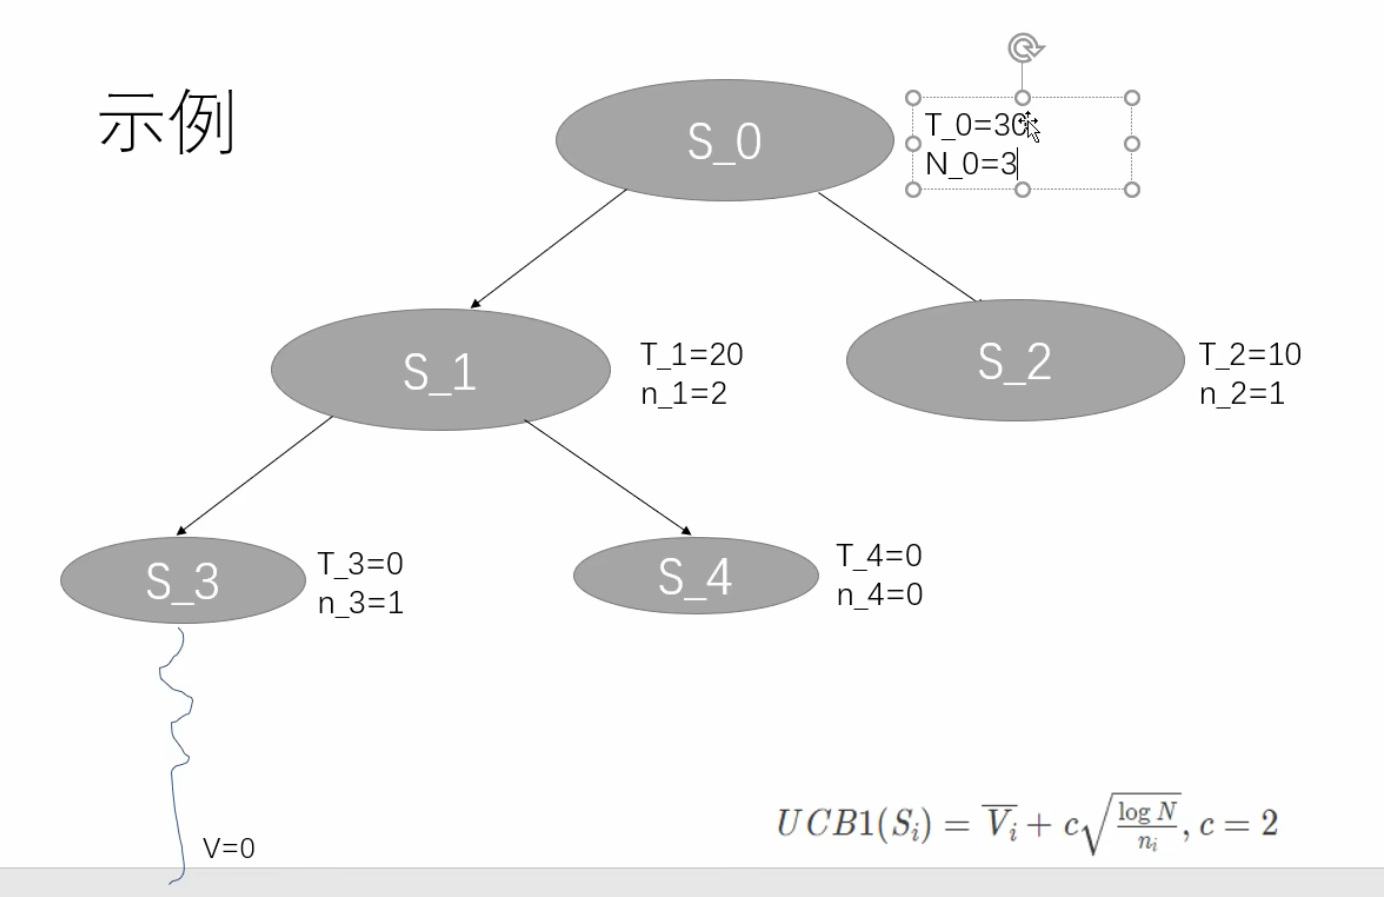 示例
S_0
T_0=30
N_0=3
S_1
T_1=20
n_1=2
S_2
T_2=10
n_2=1
S_3
T_3=0
n_3=1
S_4
T_4=0
n_4=0
V=0
$UCB1(S_i) = \overline{V_i} + c\sqrt{\frac{\log N}{n_i}}, c = 2$